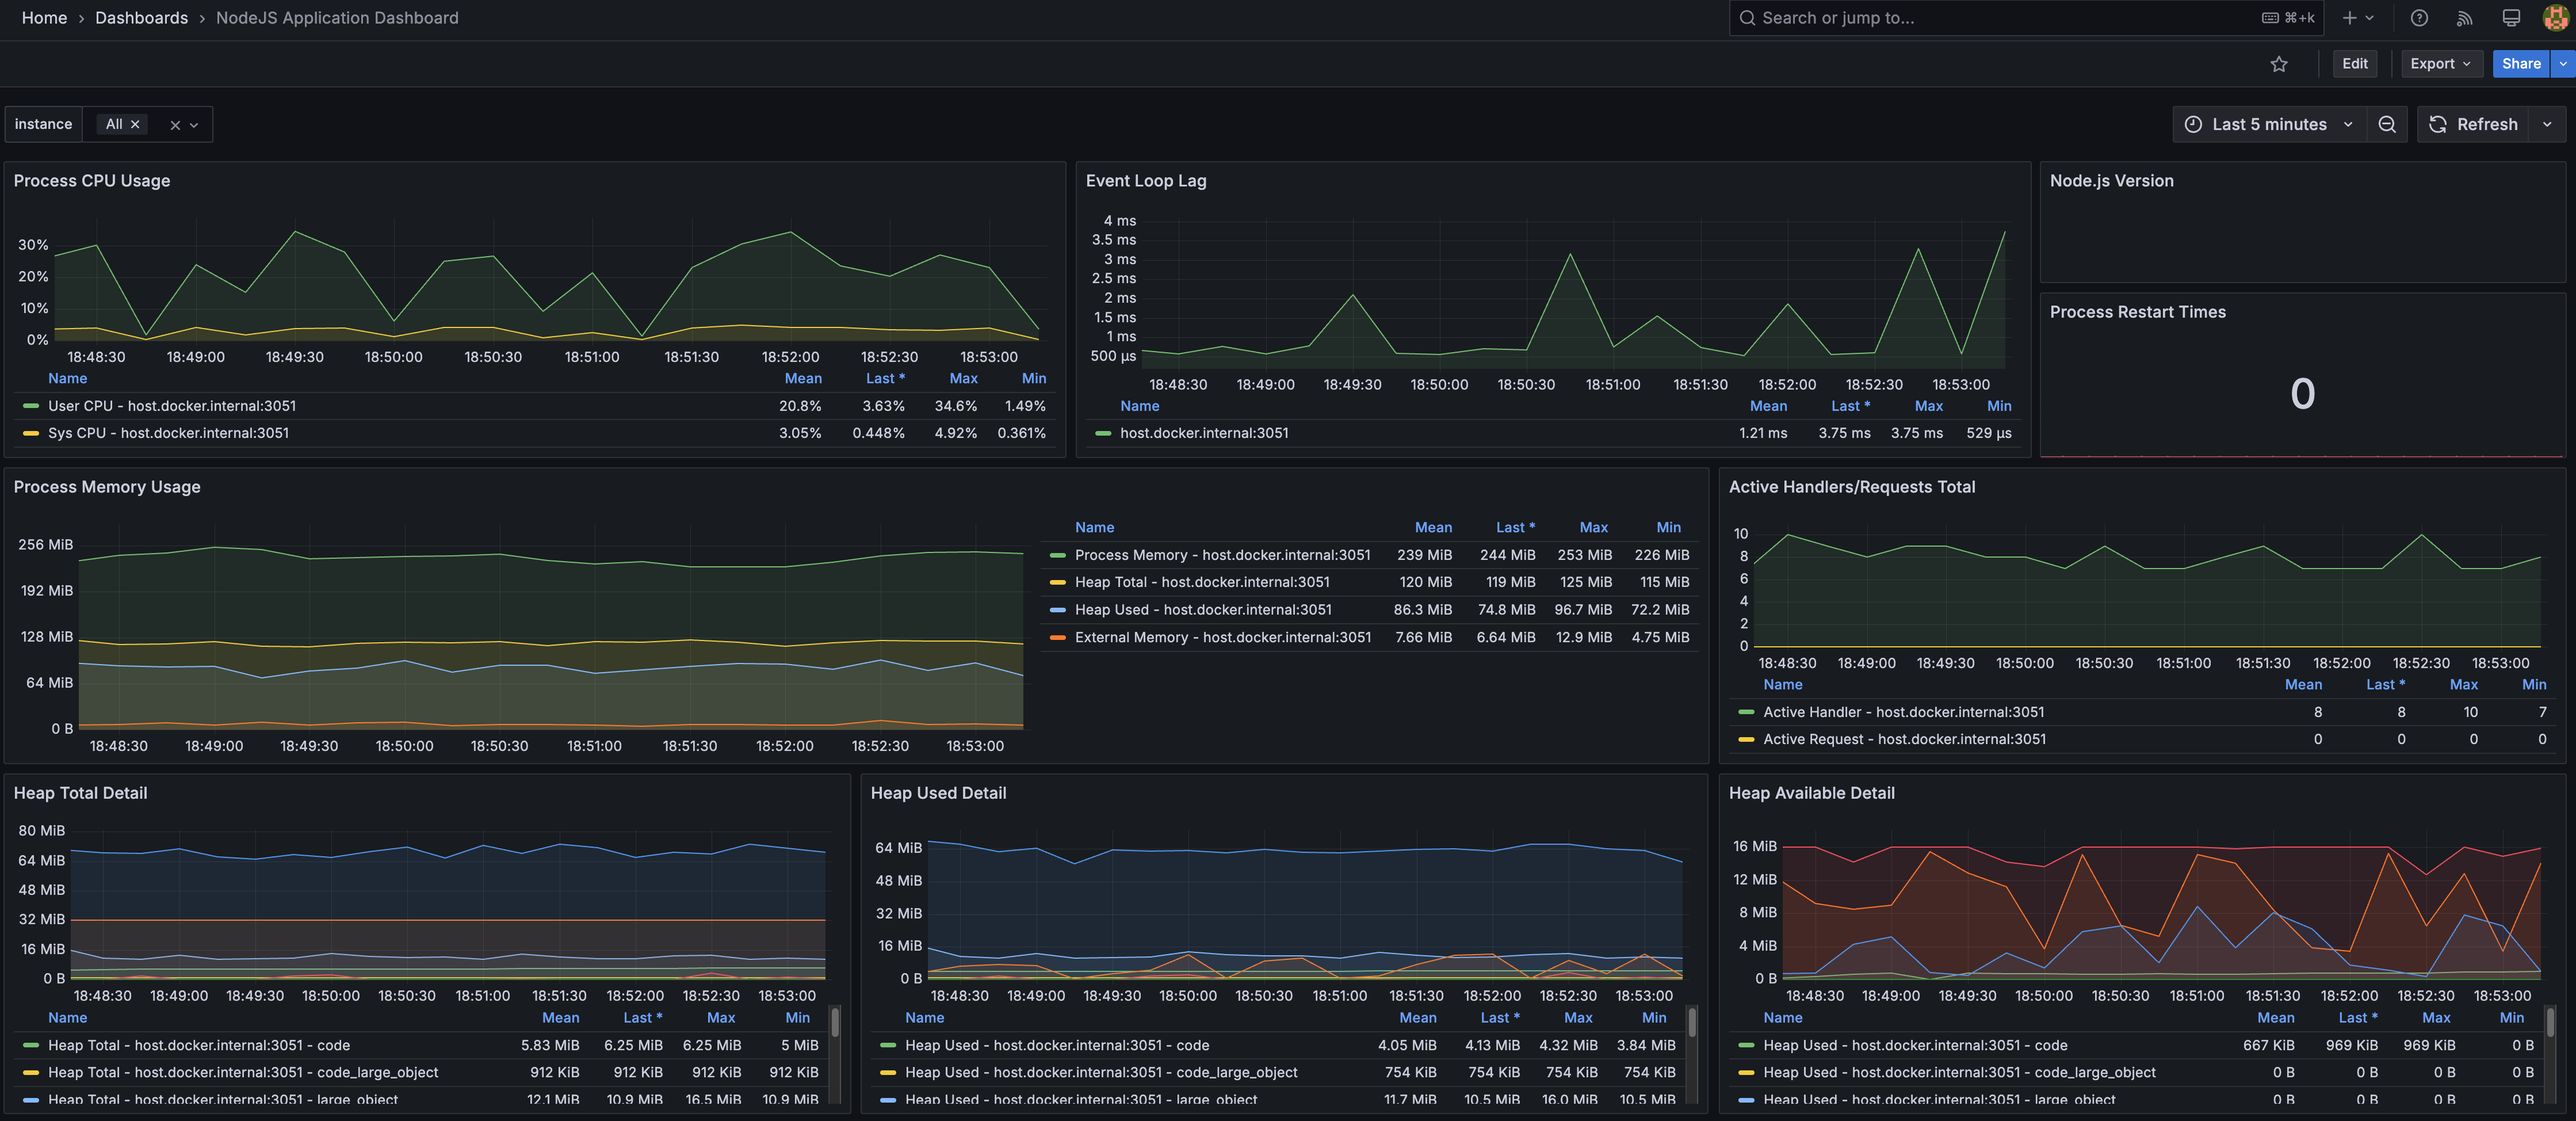 Home › Dashboards › NodeJS Application Dashboard
Search or jump to...
⌘+k
Edit
Export
Share
instance
All
Last 5 minutes
Refresh
Process CPU Usage
30%
20%
10%
0%
18:48:30 18:49:00 18:49:30 18:50:00 18:50:30 18:51:00 18:51:30 18:52:00 18:52:30 18:53:00
Name Mean Last * Max Min
User CPU - host.docker.internal:3051 20.8% 3.63% 34.6% 1.49%
Sys CPU - host.docker.internal:3051 3.05% 0.448% 4.92% 0.361%
Event Loop Lag
4 ms
3.5 ms
3 ms
2.5 ms
2 ms
1.5 ms
1 ms
500 µs
18:48:30 18:49:00 18:49:30 18:50:00 18:50:30 18:51:00 18:51:30 18:52:00 18:52:30 18:53:00
Name Mean Last * Max Min
host.docker.internal:3051 1.21 ms 3.75 ms 3.75 ms 529 µs
Node.js Version
Process Restart Times
0
Process Memory Usage
256 MiB
192 MiB
128 MiB
64 MiB
0 B
18:48:30 18:49:00 18:49:30 18:50:00 18:50:30 18:51:00 18:51:30 18:52:00 18:52:30 18:53:00
Name Mean Last * Max Min
Process Memory - host.docker.internal:3051 239 MiB 244 MiB 253 MiB 226 MiB
Heap Total - host.docker.internal:3051 120 MiB 119 MiB 125 MiB 115 MiB
Heap Used - host.docker.internal:3051 86.3 MiB 74.8 MiB 96.7 MiB 72.2 MiB
External Memory - host.docker.internal:3051 7.66 MiB 6.64 MiB 12.9 MiB 4.75 MiB
Active Handlers/Requests Total
10
8
6
4
2
0
18:48:30 18:49:00 18:49:30 18:50:00 18:50:30 18:51:00 18:51:30 18:52:00 18:52:30 18:53:00
Name Mean Last * Max Min
Active Handler - host.docker.internal:3051 8 8 10 7
Active Request - host.docker.internal:3051 0 0 0 0
Heap Total Detail
80 MiB
64 MiB
48 MiB
32 MiB
16 MiB
0 B
18:48:30 18:49:00 18:49:30 18:50:00 18:50:30 18:51:00 18:51:30 18:52:00 18:52:30 18:53:00
Name Mean Last * Max Min
Heap Total - host.docker.internal:3051 - code 5.83 MiB 6.25 MiB 6.25 MiB 5 MiB
Heap Total - host.docker.internal:3051 - code_large_object 912 KiB 912 KiB 912 KiB 912 KiB
Heap Total - host.docker.internal:3051 - large_object 12.1 MiB 10.9 MiB 16.5 MiB 10.9 MiB
Heap Used Detail
64 MiB
48 MiB
32 MiB
16 MiB
0 B
18:48:30 18:49:00 18:49:30 18:50:00 18:50:30 18:51:00 18:51:30 18:52:00 18:52:30 18:53:00
Name Mean Last * Max Min
Heap Used - host.docker.internal:3051 - code 4.05 MiB 4.13 MiB 4.32 MiB 3.84 MiB
Heap Used - host.docker.internal:3051 - code_large_object 754 KiB 754 KiB 754 KiB 754 KiB
Heap Used - host.docker.internal:3051 - large_object 11.7 MiB 10.5 MiB 16.0 MiB 10.5 MiB
Heap Available Detail
16 MiB
12 MiB
8 MiB
4 MiB
0 B
18:48:30 18:49:00 18:49:30 18:50:00 18:50:30 18:51:00 18:51:30 18:52:00 18:52:30 18:53:00
Name Mean Last * Max Min
Heap Used - host.docker.internal:3051 - code 667 KiB 969 KiB 969 KiB 0 B
Heap Used - host.docker.internal:3051 - code_large_object 0 B 0 B 0 B 0 B
Heap Used - host.docker.internal:3051 - large_object 0 B 0 B 0 B 0 B